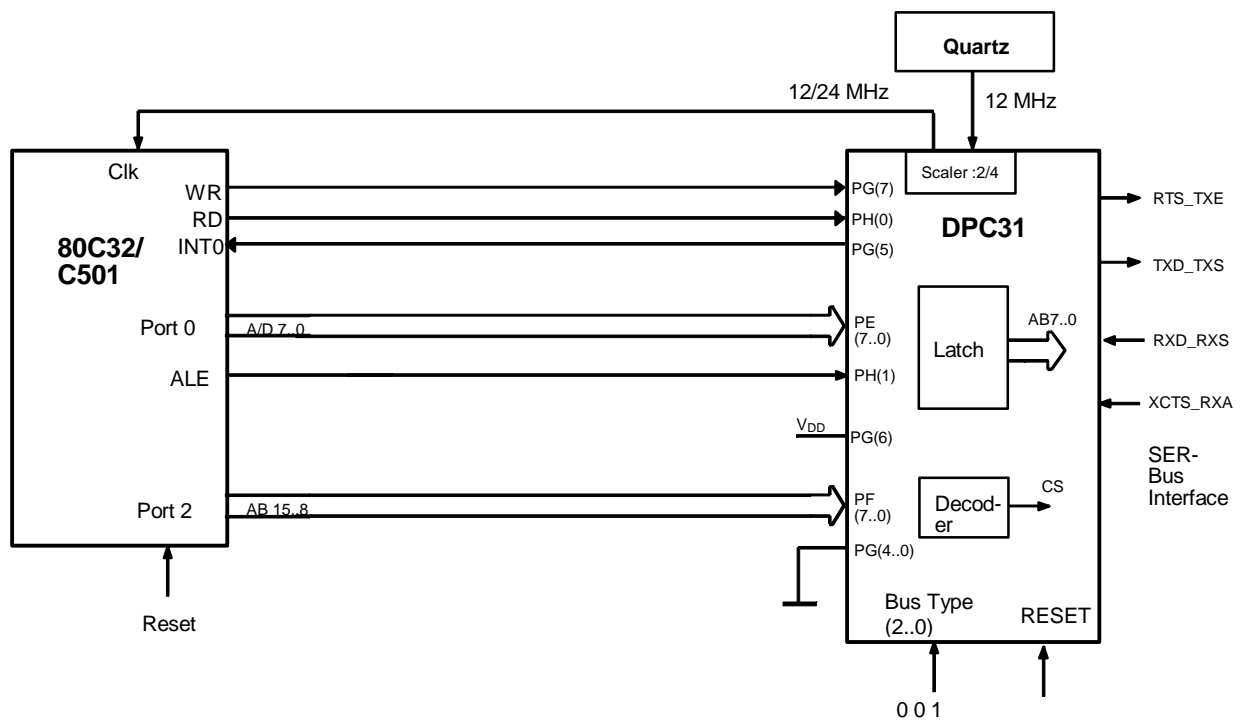 Quartz
12/24 MHz
12 MHz
Clk
Scaler :2/4
WR
PG(7)
RTS_TXE
RD
PH(0)
DPC31
80C32/
C501
INT0
PG(5)
TXD_TXS
Port 0
A/D 7..0
PE
(7..0)
Latch
AB7..0
RXD_RXS
ALE
PH(1)
XCTS_RXA
VDD
PG(6)
SER-
Bus
Interface
Port 2
AB 15..8
PF
(7..0)
Decod-
er
CS
PG(4..0)
Reset
Bus Type
(2..0)
RESET
0 0 1